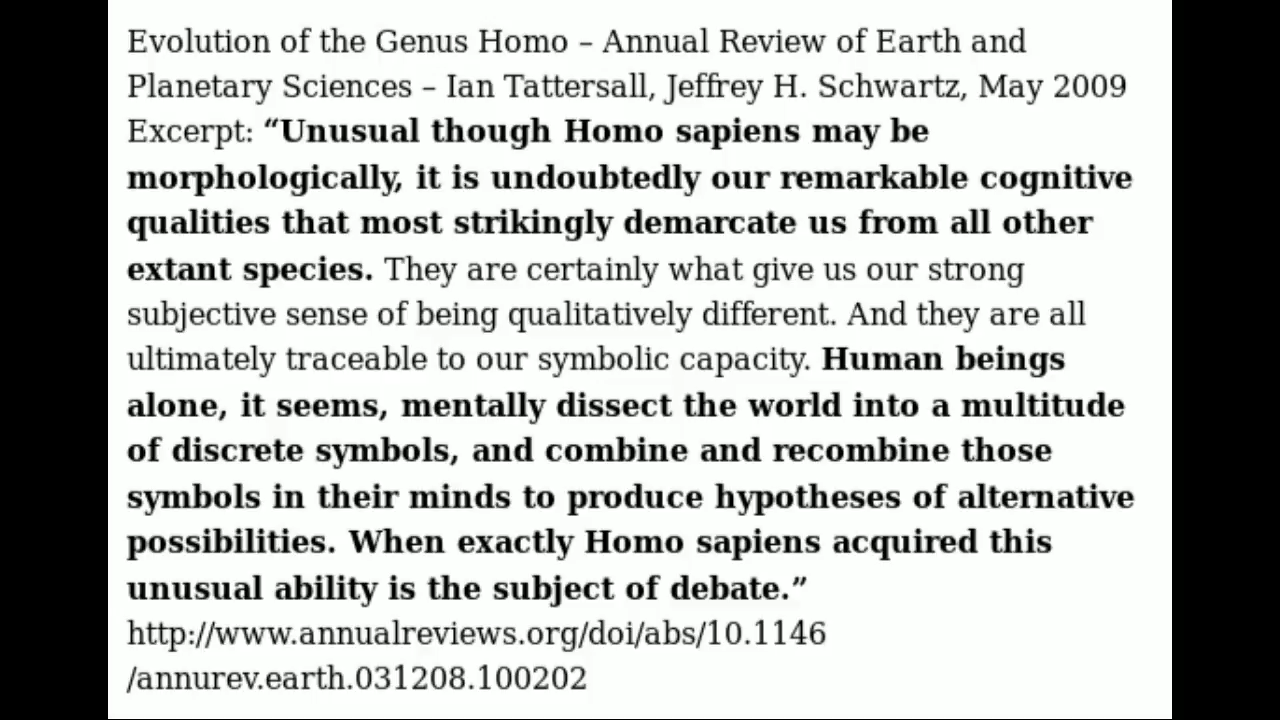 Evolution of the Genus Homo – Annual Review of Earth and
Planetary Sciences – Ian Tattersall, Jeffrey H. Schwartz, May 2009
Excerpt: “Unusual though Homo sapiens may be
morphologically, it is undoubtedly our remarkable cognitive
qualities that most strikingly demarcate us from all other
extant species. They are certainly what give us our strong
subjective sense of being qualitatively different. And they are all
ultimately traceable to our symbolic capacity. Human beings
alone, it seems, mentally dissect the world into a multitude
of discrete symbols, and combine and recombine those
symbols in their minds to produce hypotheses of alternative
possibilities. When exactly Homo sapiens acquired this
unusual ability is the subject of debate.”
http://www.annualreviews.org/doi/abs/10.1146
/annurev.earth.031208.100202